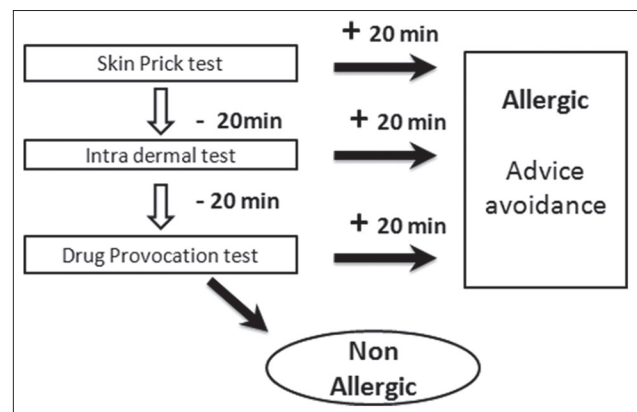 + 20 min
Skin Prick test
- 20min
+ 20 min
Intra dermal test
- 20 min
+ 20 min
Drug Provocation test
Allergic
Advice
avoidance
Non
Allergic